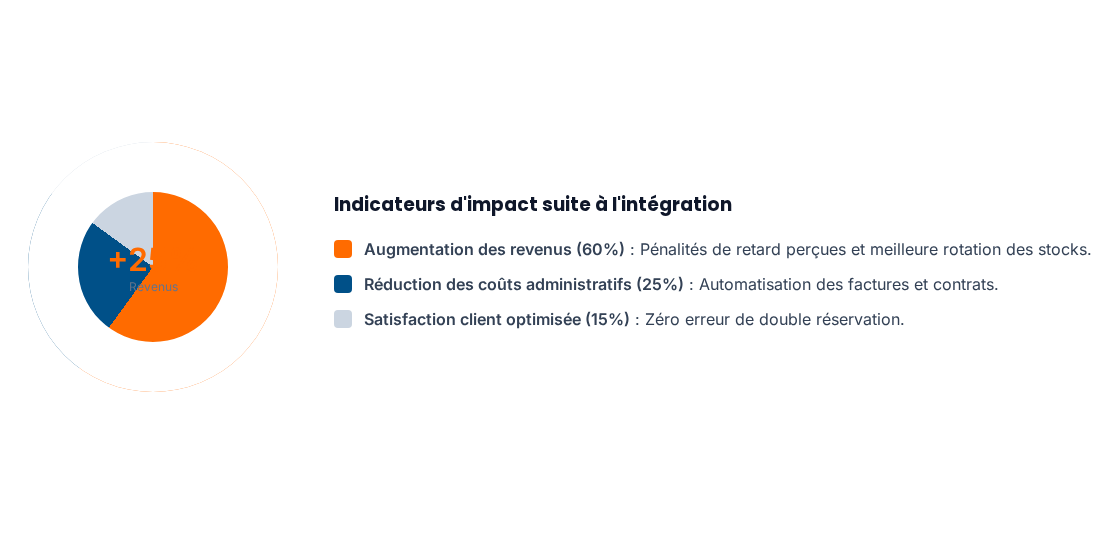 +2
Revenus
Indicateurs d'impact suite à l'intégration
Augmentation des revenus (60%) : Pénalités de retard perçues et meilleure rotation des stocks.
Réduction des coûts administratifs (25%) : Automatisation des factures et contrats.
Satisfaction client optimisée (15%) : Zéro erreur de double réservation.